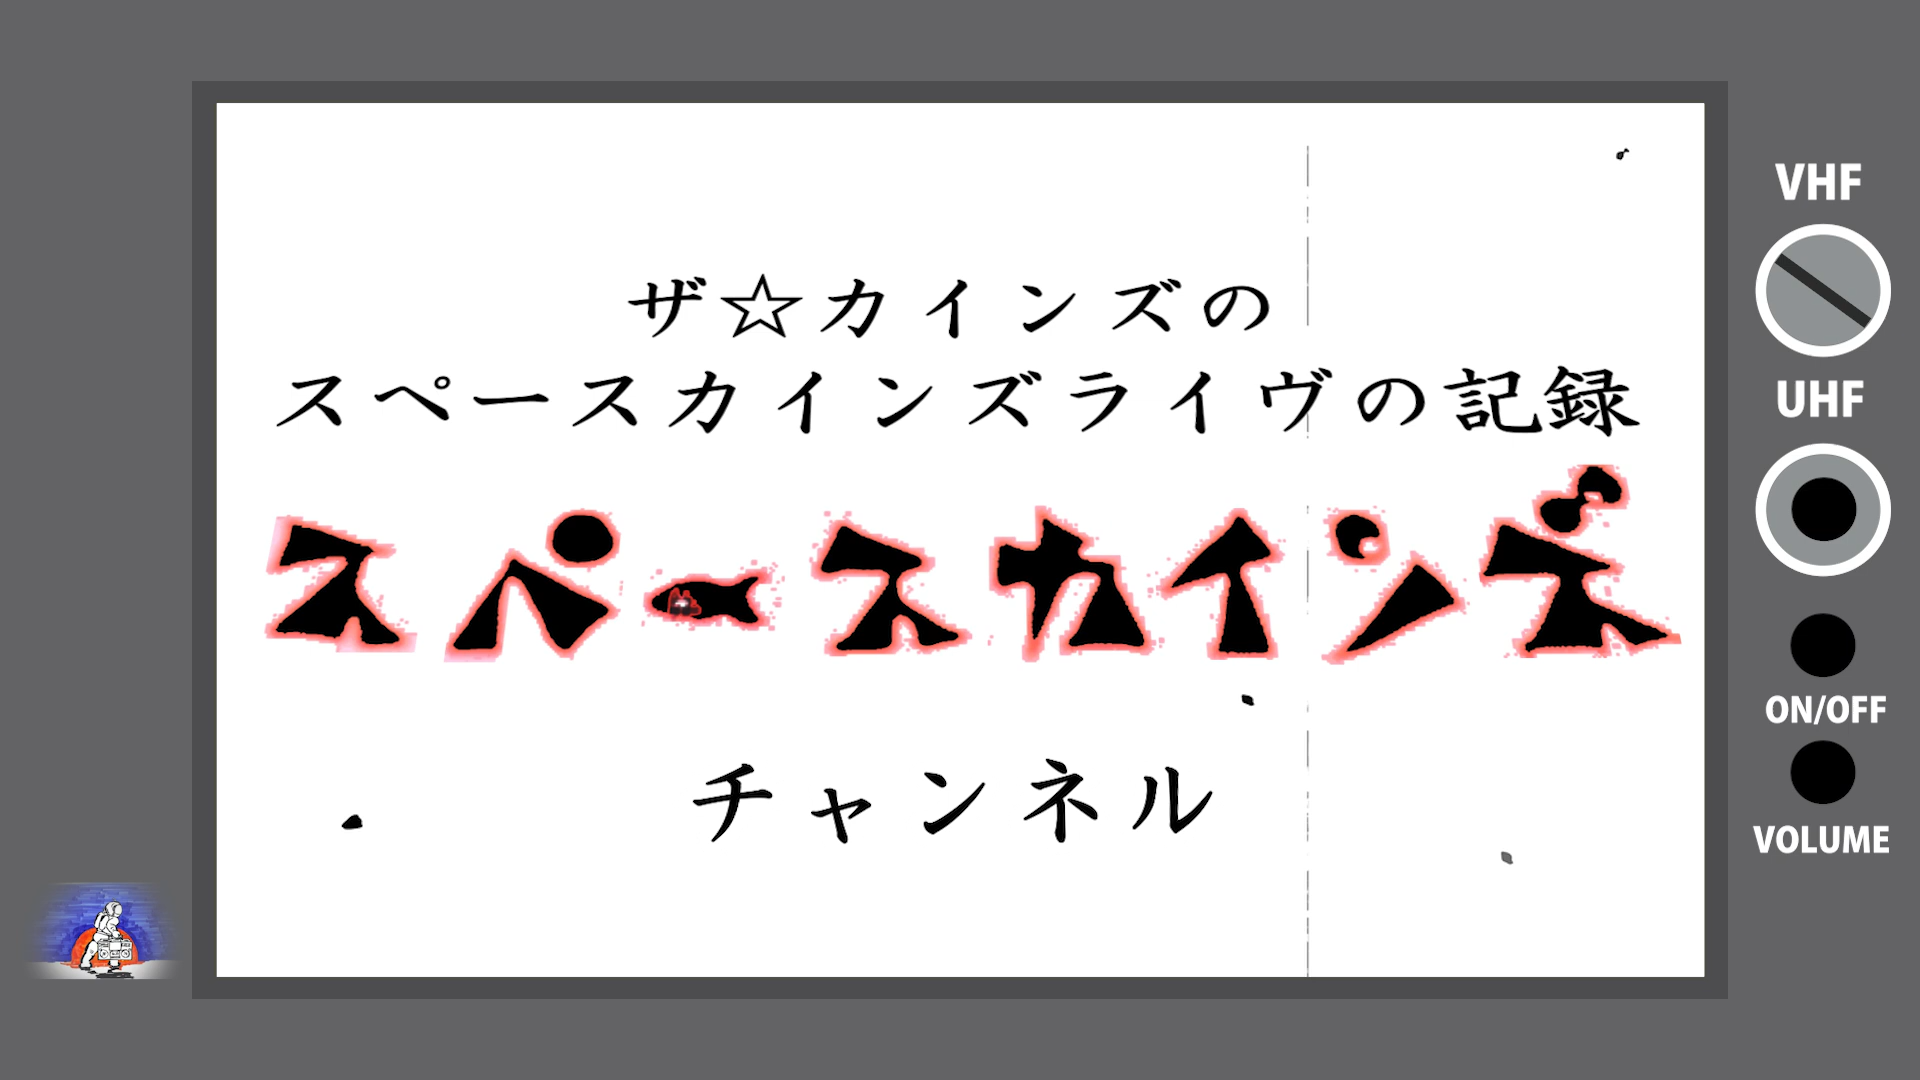 ザ☆カインズの
スペースカインズライヴの記録
スペースカインズ
チャンネル
VHF
UHF
ON/OFF
VOLUME